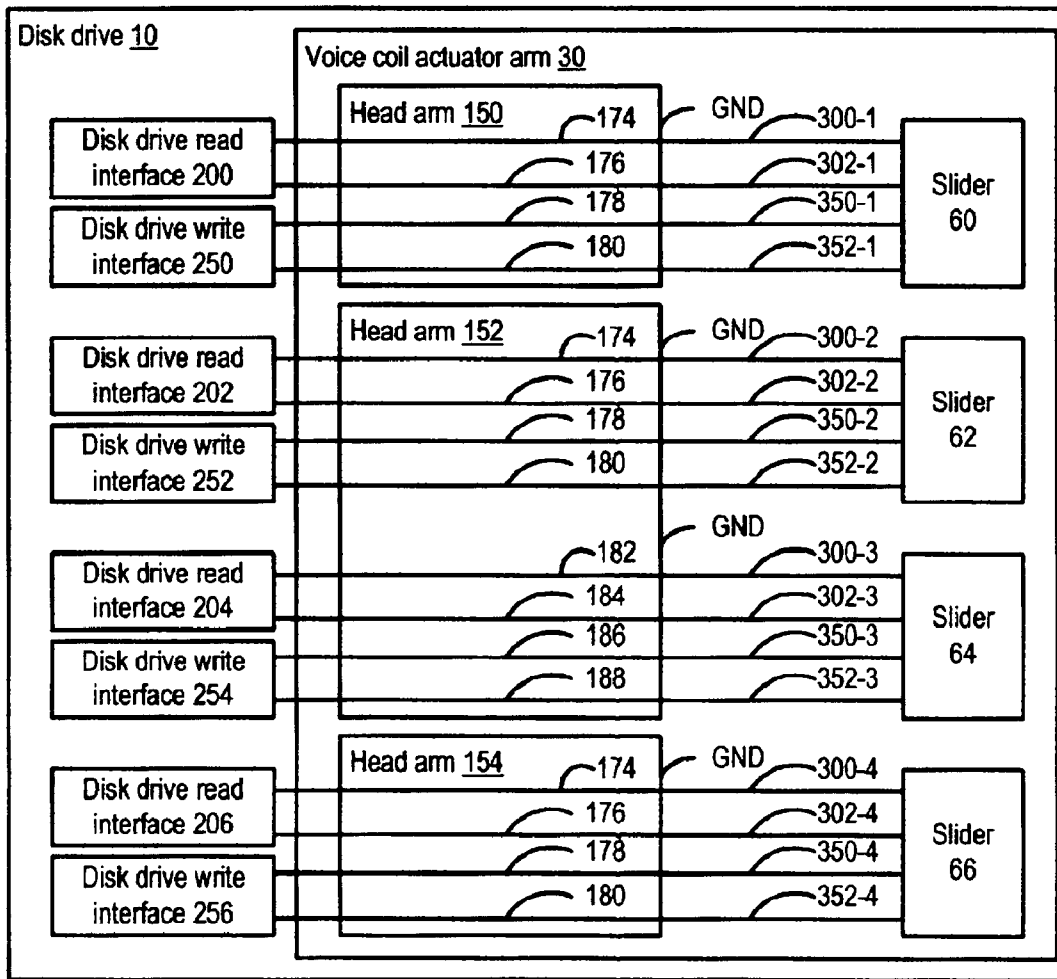 Disk drive 10
Voice coil actuator arm 30
Head arm 150
174
GND
300-1
Disk drive read
interface 200
176
302-1
178
350-1
Slider
60
Disk drive write
interface 250
180
352-1
Head arm 152
174
GND
300-2
Disk drive read
interface 202
176
302-2
178
350-2
Slider
62
Disk drive write
interface 252
180
352-2
GND
182
300-3
Disk drive read
interface 204
184
302-3
186
350-3
Slider
64
Disk drive write
interface 254
188
352-3
Head arm 154
174
GND
300-4
Disk drive read
interface 206
176
302-4
178
350-4
Slider
66
Disk drive write
interface 256
180
352-4